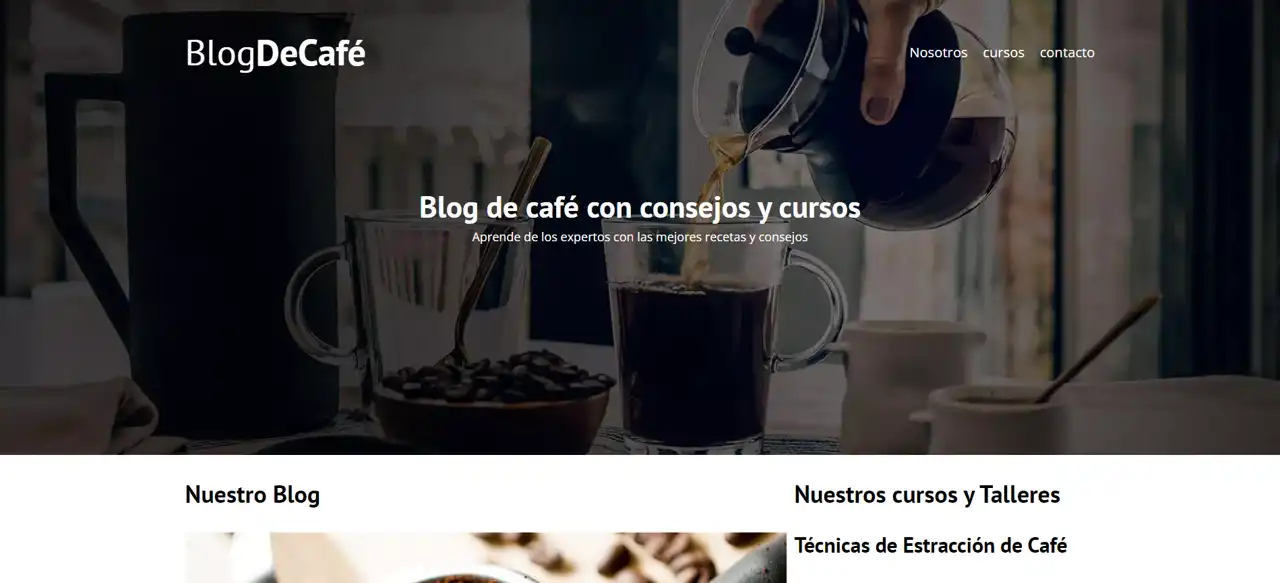 BlogDeCafé
Nosotros cursos contacto
Blog de café con consejos y cursos
Aprende de los expertos con las mejores recetas y consejos
Nuestro Blog
Nuestros cursos y Talleres
Técnicas de Estracción de Café